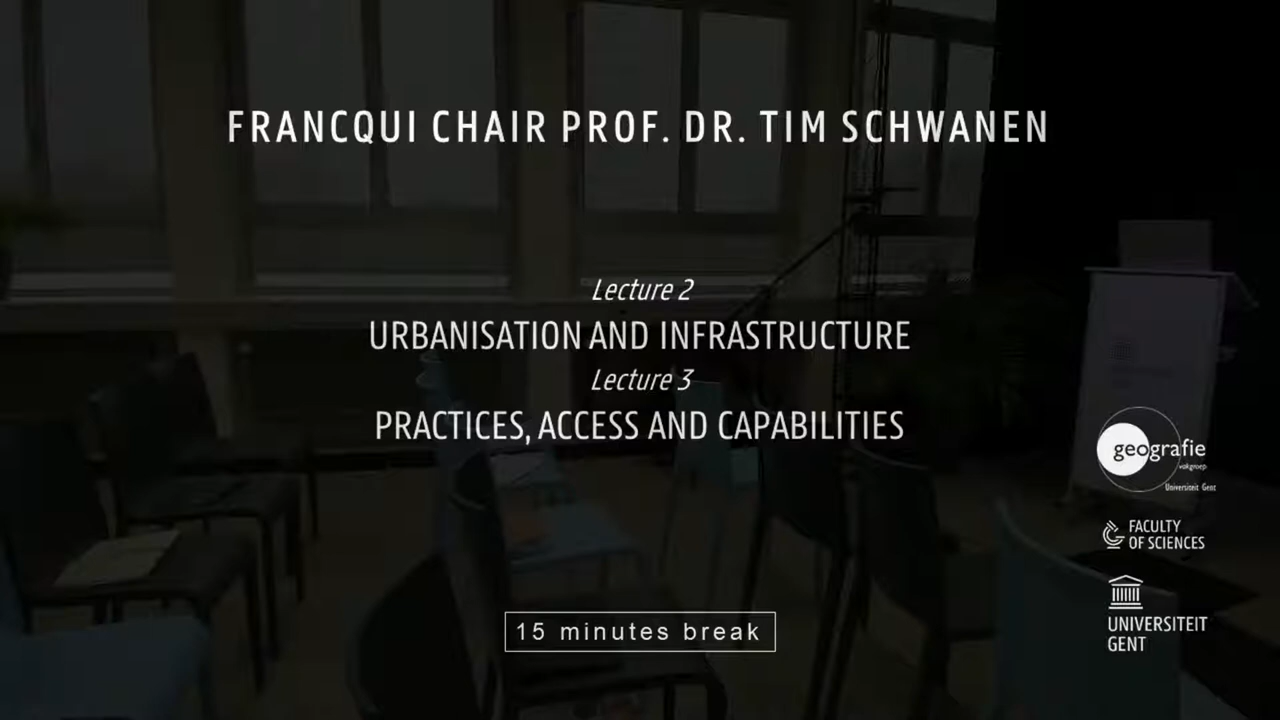 FRANCQUI CHAIR PROF. DR. TIM SCHWANEN
Lecture 2
URBANISATION AND INFRASTRUCTURE
Lecture 3
PRACTICES, ACCESS AND CAPABILITIES
geografie
vakgroep
Universiteit Gent
FACULTY
OF SCIENCES
15 minutes break
UNIVERSITEIT
GENT